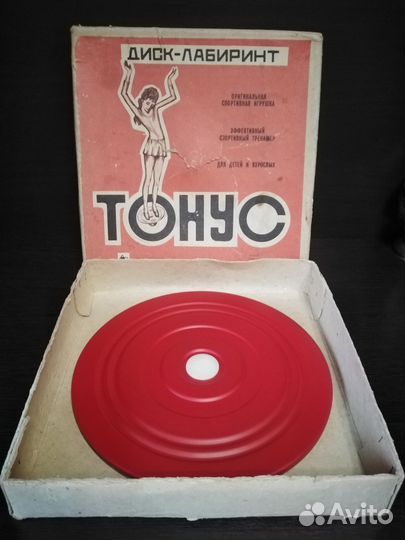 ДИСК-ЛАБИРИНТ
ОРИГИНАЛЬНАЯ
СПОРТИВНАЯ ИГРУШКА
ЭФФЕКТИВНЫЙ
СПОРТИВНЫЙ ТРЕНАЖЕР
ДЛЯ ДЕТЕЙ И ВЗРОСЛЫХ
ТОНУС
Avito